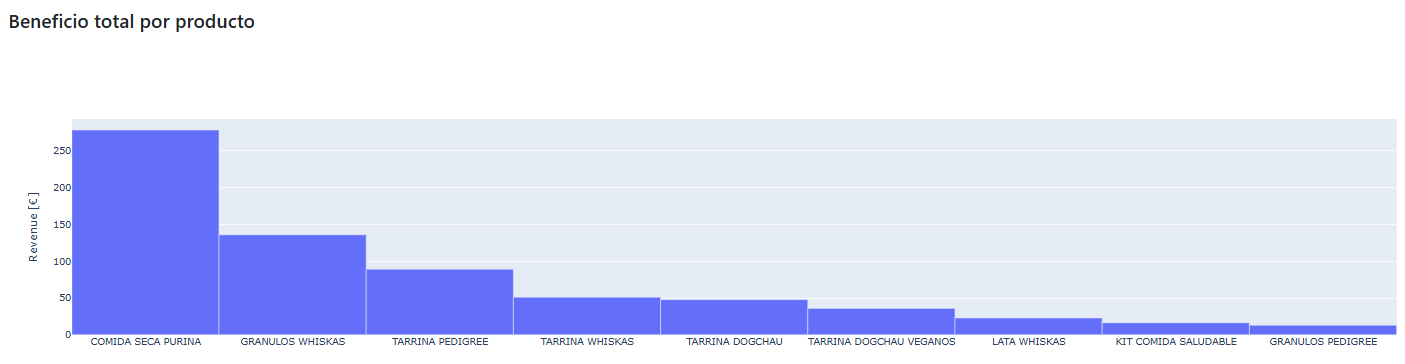 Beneficio total por producto
Revenue [€]
250
200
150
100
50
0
COMIDA SECA PURINA
GRANULOS WHISKAS
TARRINA PEDIGREE
TARRINA WHISKAS
TARRINA DOGCHAU
TARRINA DOGCHAU VEGANOS
LATA WHISKAS
KIT COMIDA SALUDABLE
GRANULOS PEDIGREE